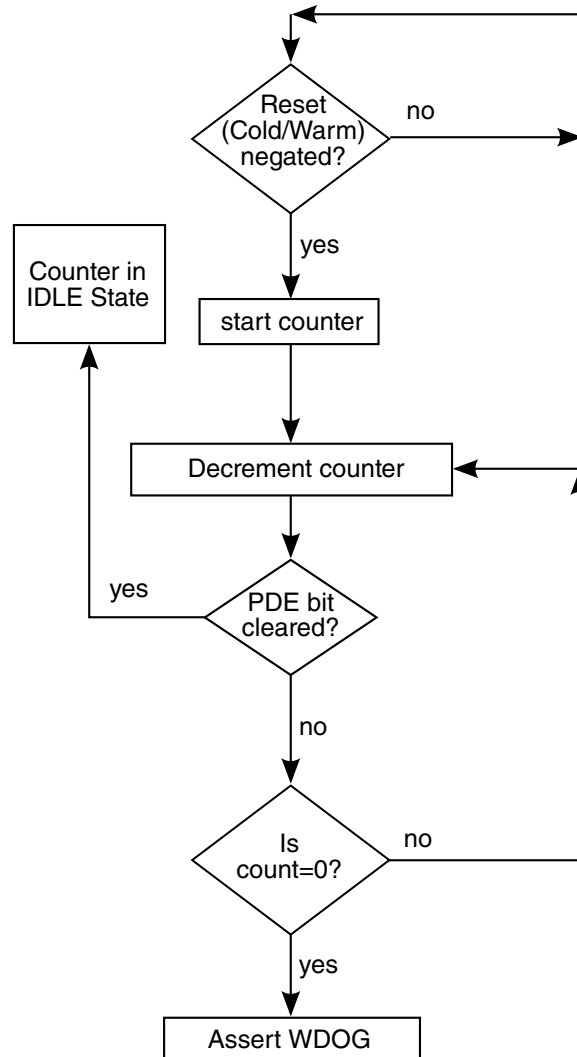 Reset
(Cold/Warm)
negated?
no
yes
Counter in
IDLE State
start counter
Decrement counter
yes
PDE bit
cleared?
no
Is
count=0?
no
yes
Assert WDOG